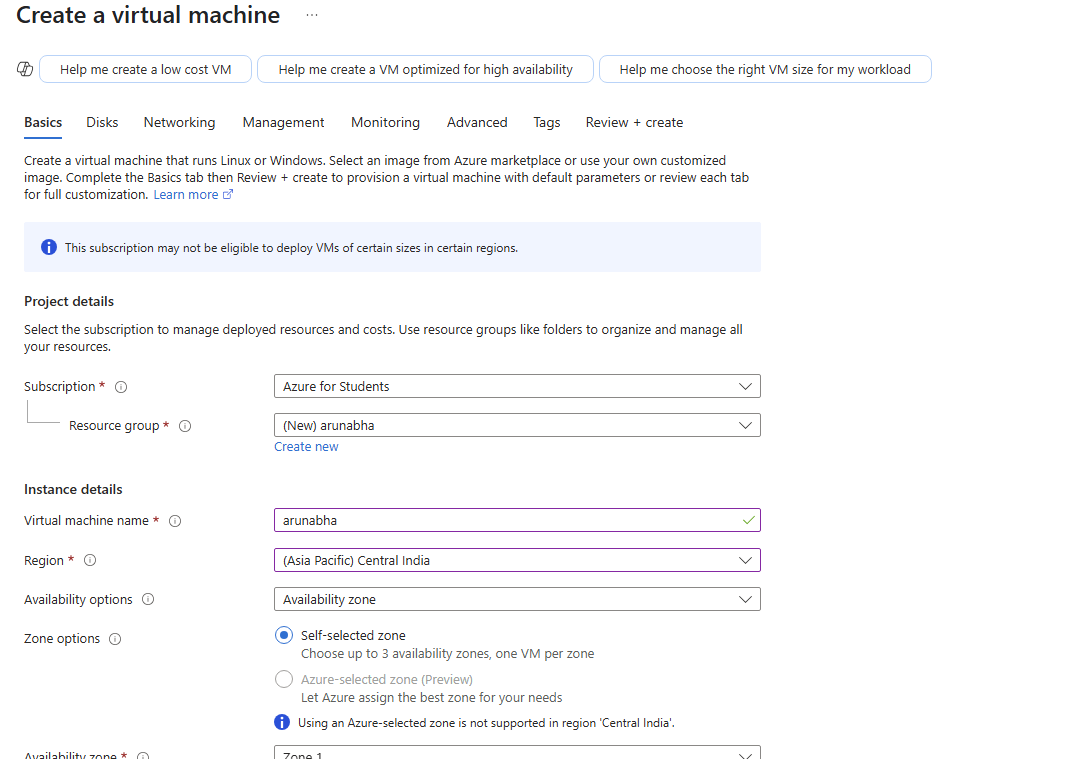 Create a virtual machine ...
Help me create a low cost VM
Help me create a VM optimized for high availability
Help me choose the right VM size for my workload
Basics Disks Networking Management Monitoring Advanced Tags Review + create
Create a virtual machine that runs Linux or Windows. Select an image from Azure marketplace or use your own customized
image. Complete the Basics tab then Review + create to provision a virtual machine with default parameters or review each tab
for full customization. Learn more
This subscription may not be eligible to deploy VMs of certain sizes in certain regions.
Project details
Select the subscription to manage deployed resources and costs. Use resource groups like folders to organize and manage all
your resources.
Subscription * Azure for Students
Resource group * (New) arunabha
Create new
Instance details
Virtual machine name * arunabha
Region * (Asia Pacific) Central India
Availability options Availability zone
Zone options Self-selected zone
Choose up to 3 availability zones, one VM per zone
Azure-selected zone (Preview)
Let Azure assign the best zone for your needs
Using an Azure-selected zone is not supported in region 'Central India'.
Availability zone * Zone 1